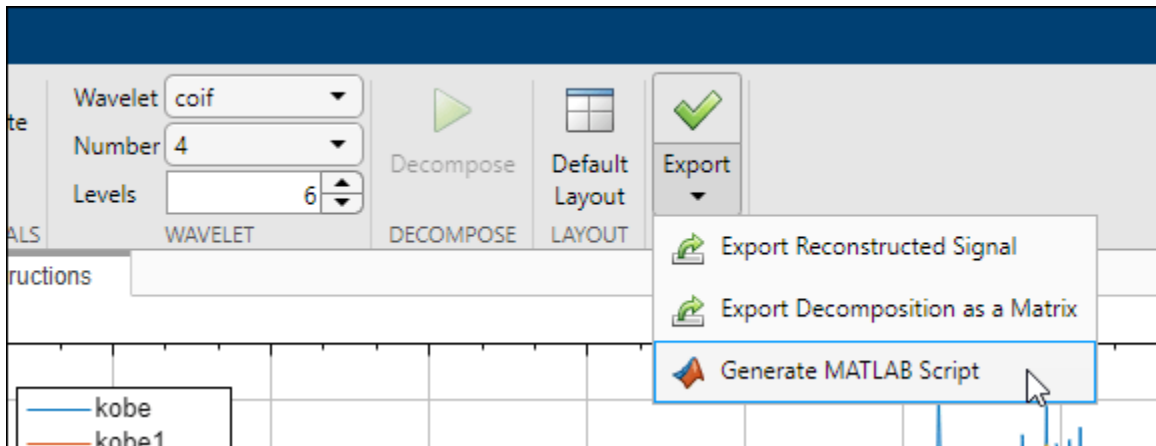 te
ALS
Wavelet coif
Number 4
Levels 6
WAVELET
Decompose
DECOMPOSE
Default
Layout
LAYOUT
Export
Export Reconstructed Signal
Export Decomposition as a Matrix
Generate MATLAB Script
ructions
kobe
kobe1